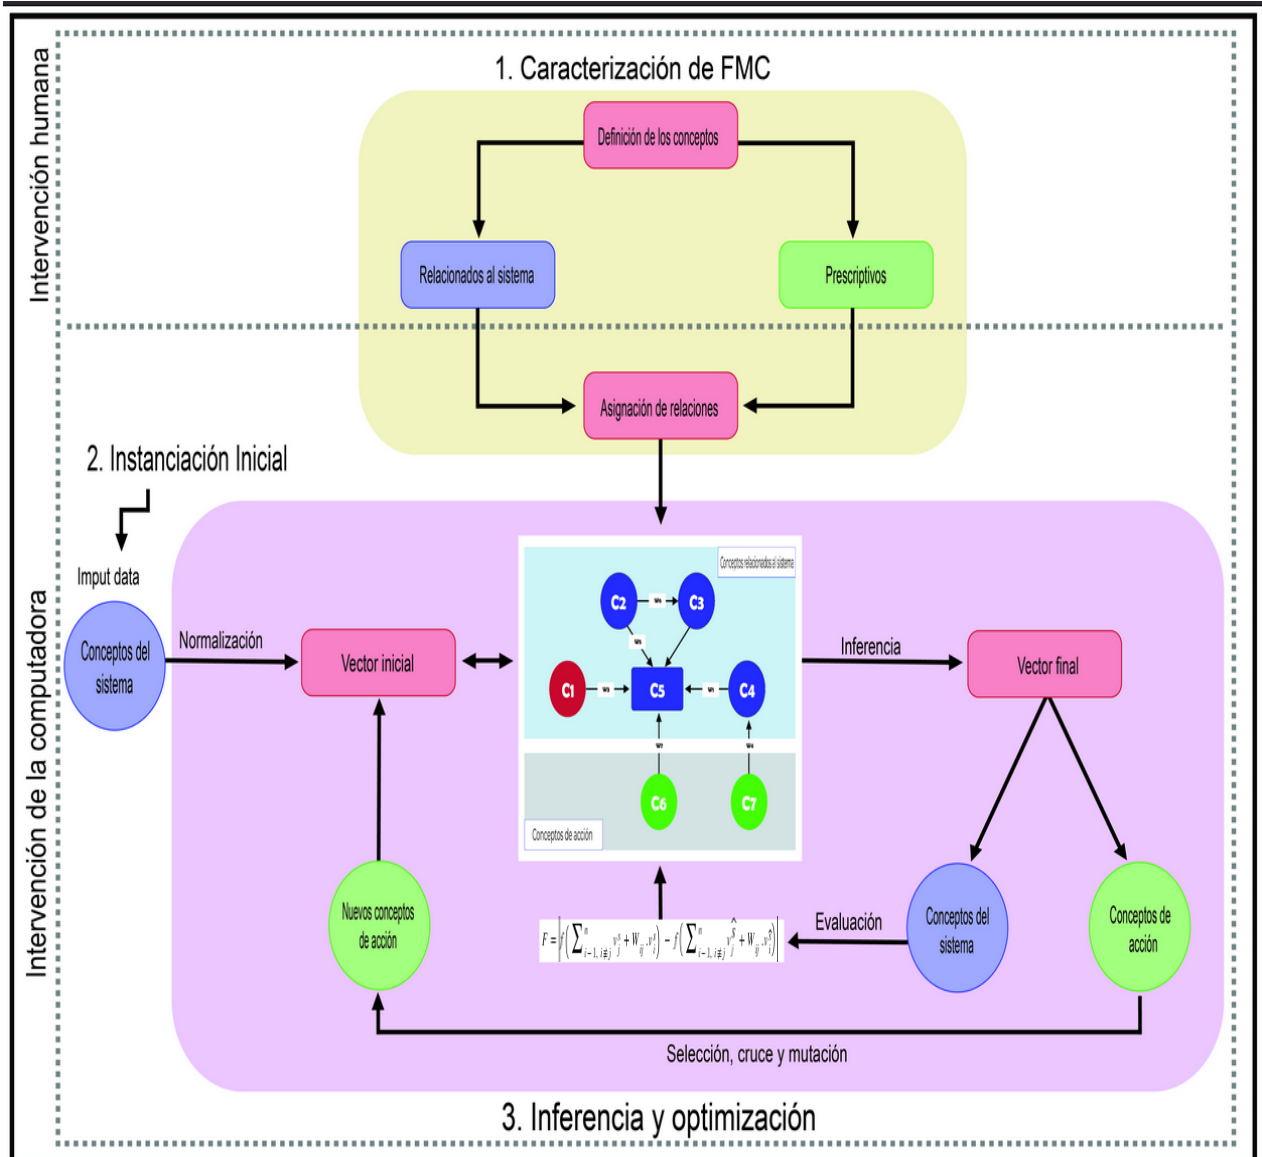 Intervención humana
1. Caracterización de FMC
Definición de los conceptos
Relacionados al sistema
Prescriptivos
Asignación de relaciones
2. Instanciación Inicial
Imput data
Intervención de la computadora
Conceptos del
sistema
Normalización
Vector inicial
Conceptos relacionados al sistema
C2
C3
C1
C5
C4
C6
C7
Conceptos de acción
Inferencia
Vector final
Nuevos conceptos
de acción
Evaluación
Conceptos del
sistema
Conceptos de
acción
Selección, cruce y mutación
3. Inferencia y optimización